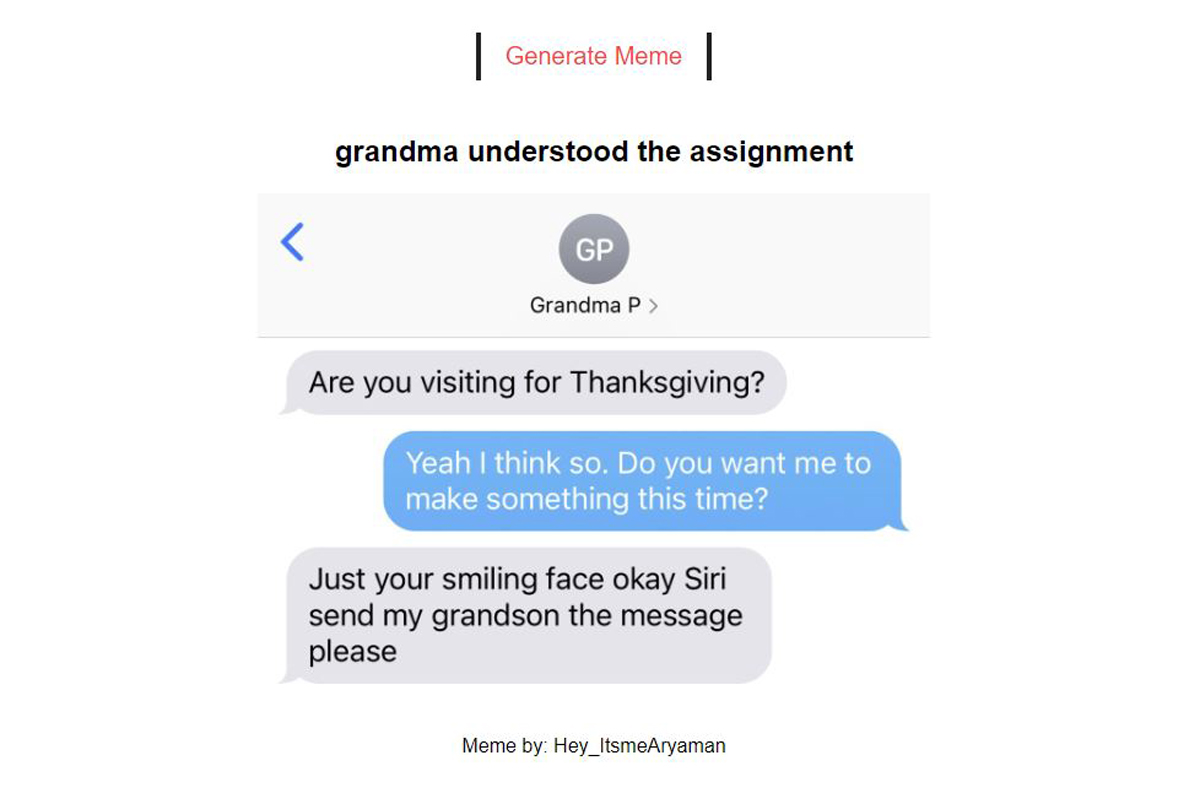 Generate Meme
grandma understood the assignment
GP
Grandma P
Are you visiting for Thanksgiving?
Yeah I think so. Do you want me to
make something this time?
Just your smiling face okay Siri
send my grandson the message
please
Meme by: Hey_ItsmeAryaman